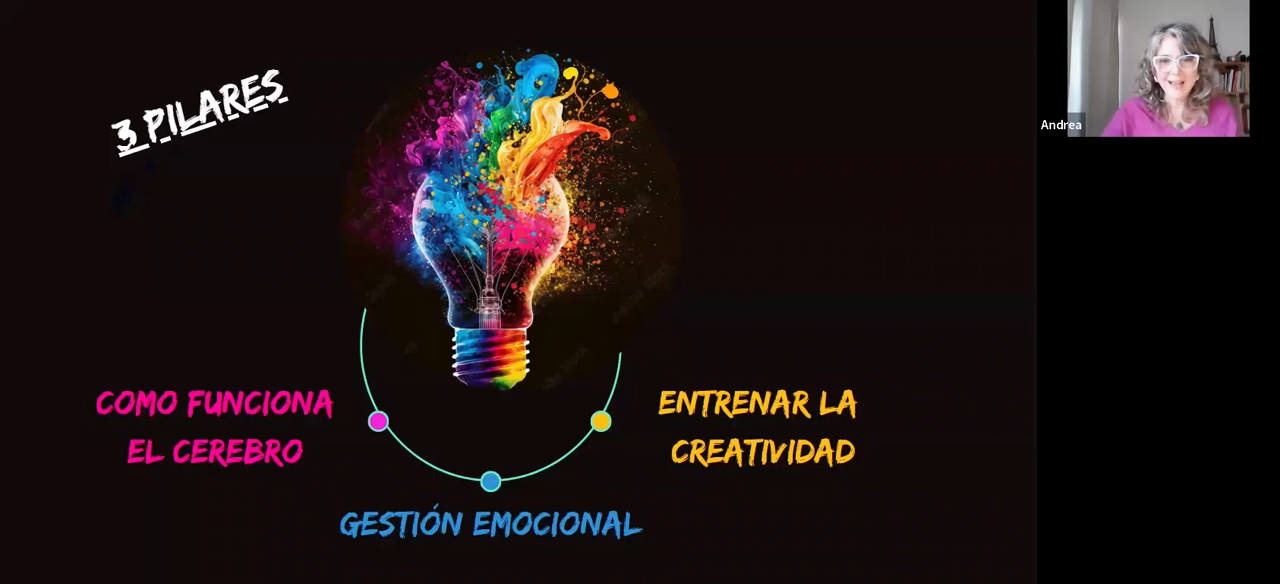 3 PILARES
Andrea
COMO FUNCIONA
EL CEREBRO
ENTRENAR LA
CREATIVIDAD
GESTIÓN EMOCIONAL